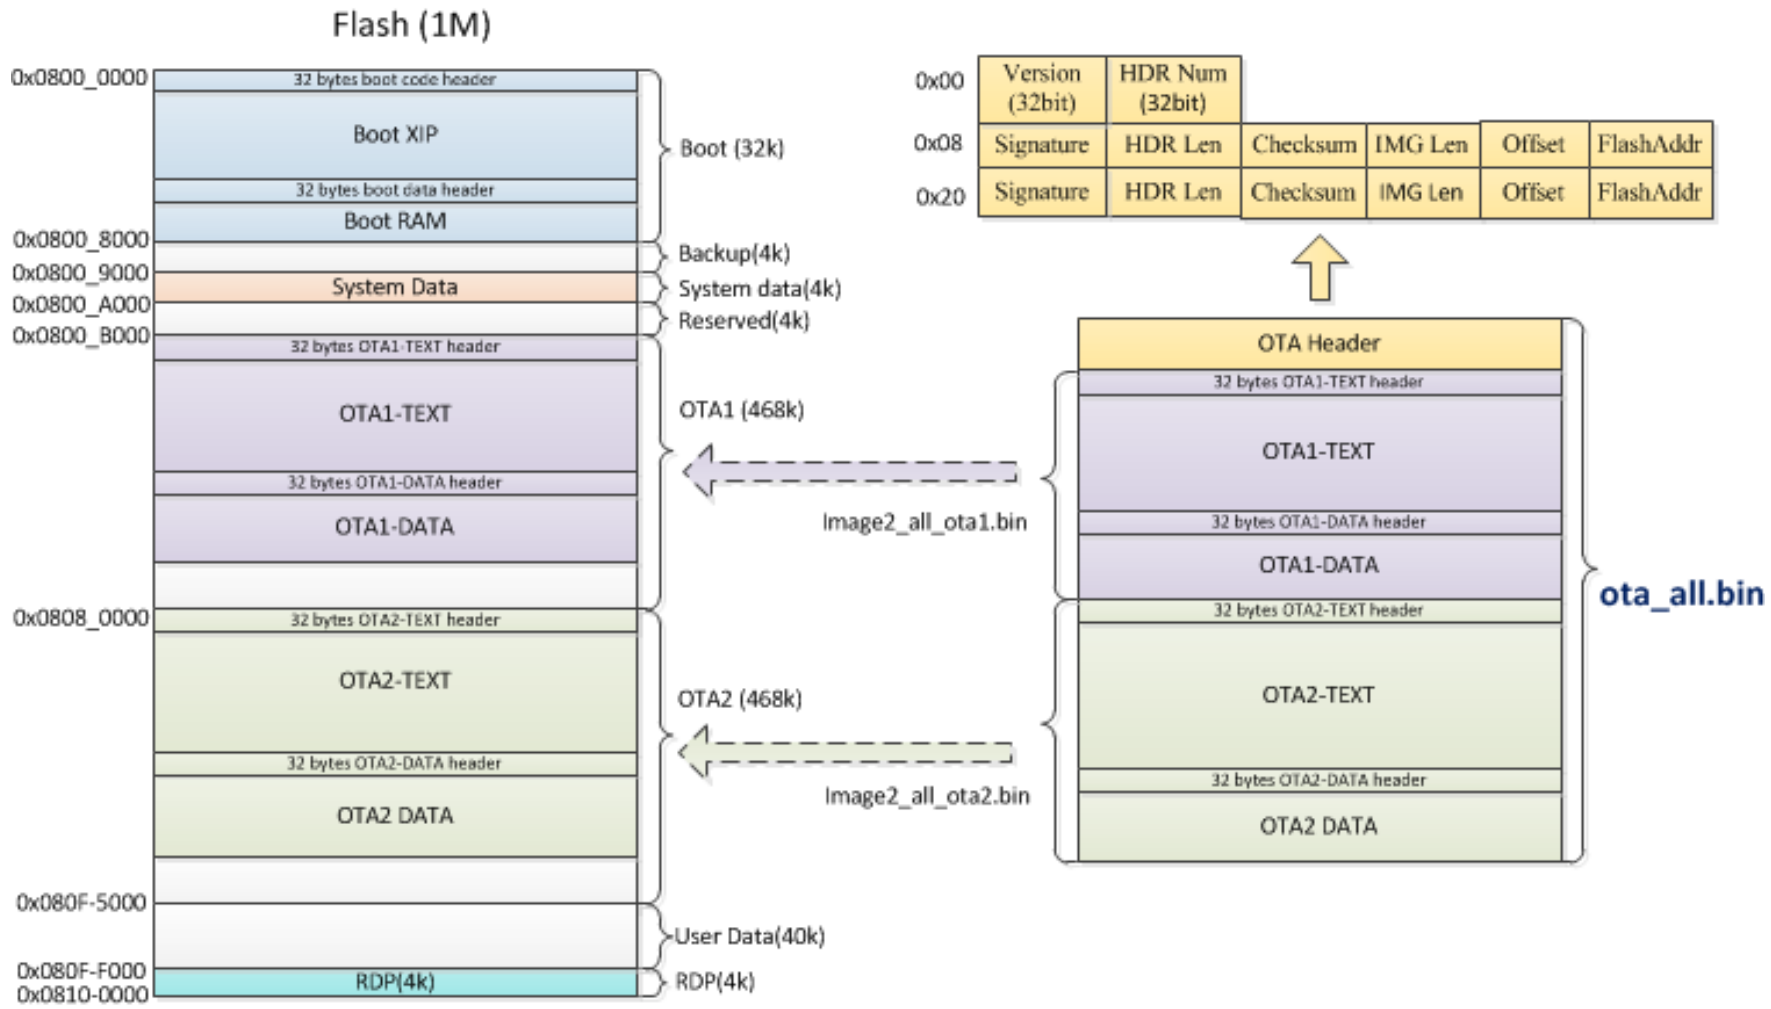 Flash (1M)
0x0800_0000
32 bytes boot code header
Boot XIP
32 bytes boot data header
Boot RAM
Boot (32k)
0x0800_8000
Backup(4k)
0x0800_9000
System Data
System data(4k)
0x0800_A000
Reserved(4k)
0x0800_B000
32 bytes OTA1-TEXT header
OTA1-TEXT
32 bytes OTA1-DATA header
OTA1-DATA
OTA1 (468k)
0x0808_0000
32 bytes OTA2-TEXT header
OTA2-TEXT
32 bytes OTA2-DATA header
OTA2 DATA
OTA2 (468k)
0x080F-5000
User Data(40k)
0x080F-F000
RDP(4k)
RDP(4k)
0x0810-0000
Image2_all_ota1.bin
Image2_all_ota2.bin
0x00 Version (32bit) HDR Num (32bit)
0x08 Signature HDR Len Checksum IMG Len Offset FlashAddr
0x20 Signature HDR Len Checksum IMG Len Offset FlashAddr
OTA Header
32 bytes OTA1-TEXT header
OTA1-TEXT
32 bytes OTA1-DATA header
OTA1-DATA
32 bytes OTA2-TEXT header
OTA2-TEXT
32 bytes OTA2-DATA header
OTA2 DATA
ota_all.bin